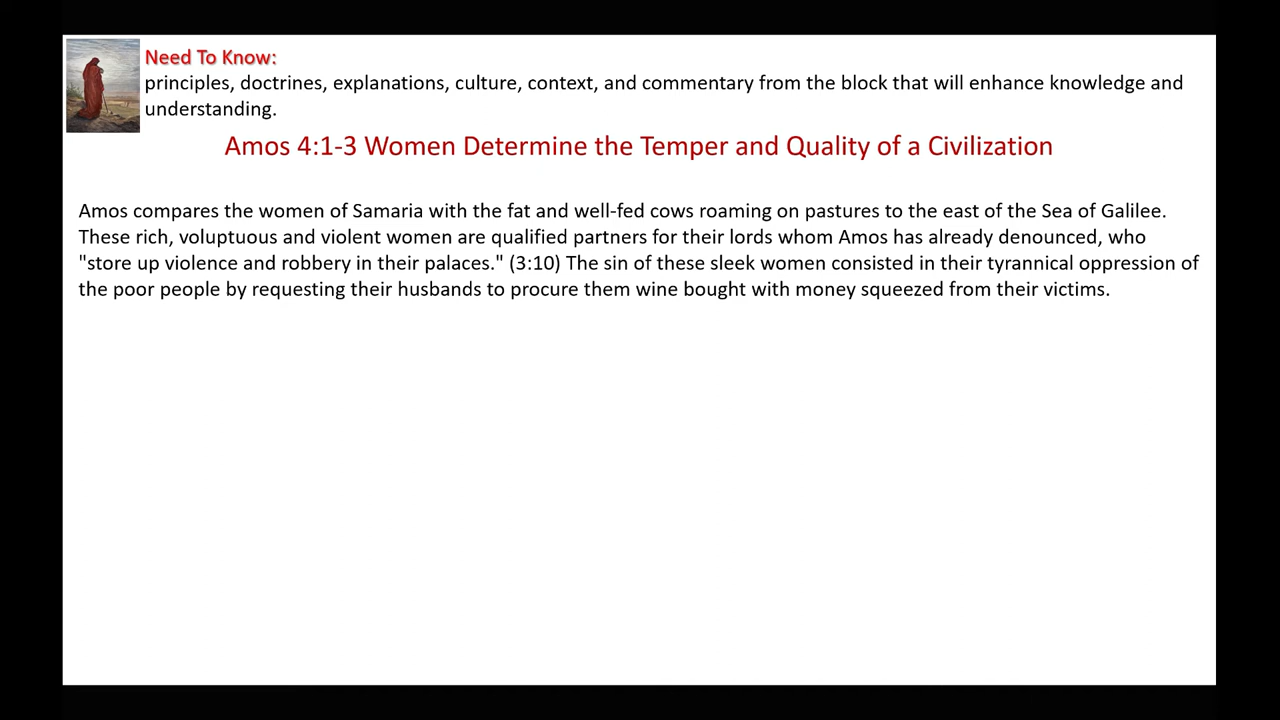 Need To Know:
principles, doctrines, explanations, culture, context, and commentary from the block that will enhance knowledge and
understanding.
Amos 4:1-3 Women Determine the Temper and Quality of a Civilization
Amos compares the women of Samaria with the fat and well-fed cows roaming on pastures to the east of the Sea of Galilee.
These rich, voluptuous and violent women are qualified partners for their lords whom Amos has already denounced, who
"store up violence and robbery in their palaces." (3:10) The sin of these sleek women consisted in their tyrannical oppression of
the poor people by requesting their husbands to procure them wine bought with money squeezed from their victims.